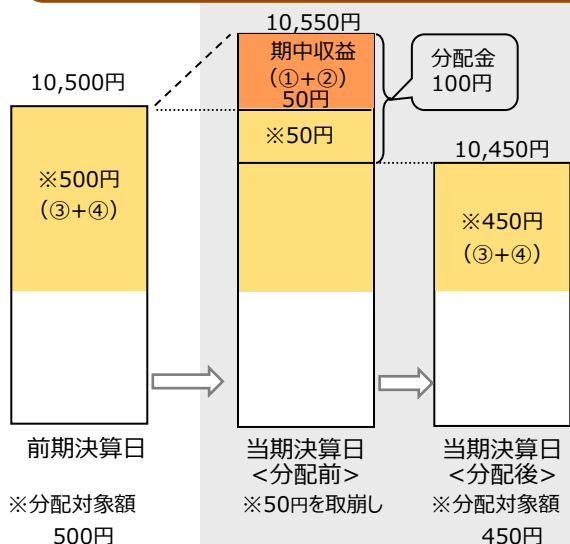 10,550円
期中収益
(①+②)
50円
分配金
100円
10,500円
※50円
10,450円
※500円
(③+④)
※450円
(③+④)
前期決算日
当期決算日
<分配前>
当期決算日
<分配後>
※分配対象額
500円
※50円を取崩し
※分配対象額
450円